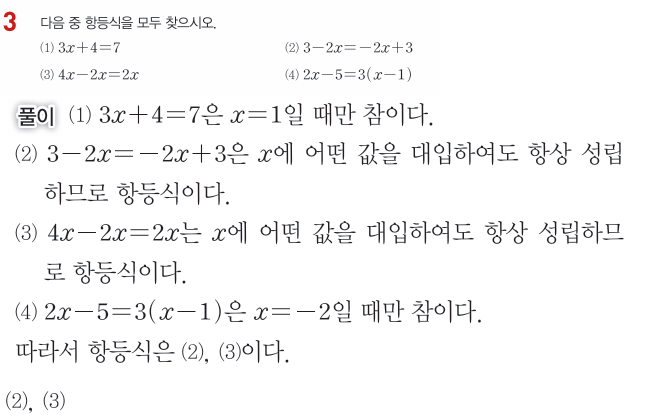 3 다음 중 항등식을 모두 찾으시오.
(1) 3x+4=7 (2) 3-2x=-2x+3
(3) 4x-2x=2x (4) 2x-5=3(x-1)
풀이 (1) 3x+4=7은 x=1일 때만 참이다.
(2) 3-2x=-2x+3은 x에 어떤 값을 대입하여도 항상 성립
하므로 항등식이다.
(3) 4x-2x=2x는 x에 어떤 값을 대입하여도 항상 성립하므
로 항등식이다.
(4) 2x-5=3(x-1)은 x=-2일 때만 참이다.
따라서 항등식은 (2), (3)이다.
(2), (3)